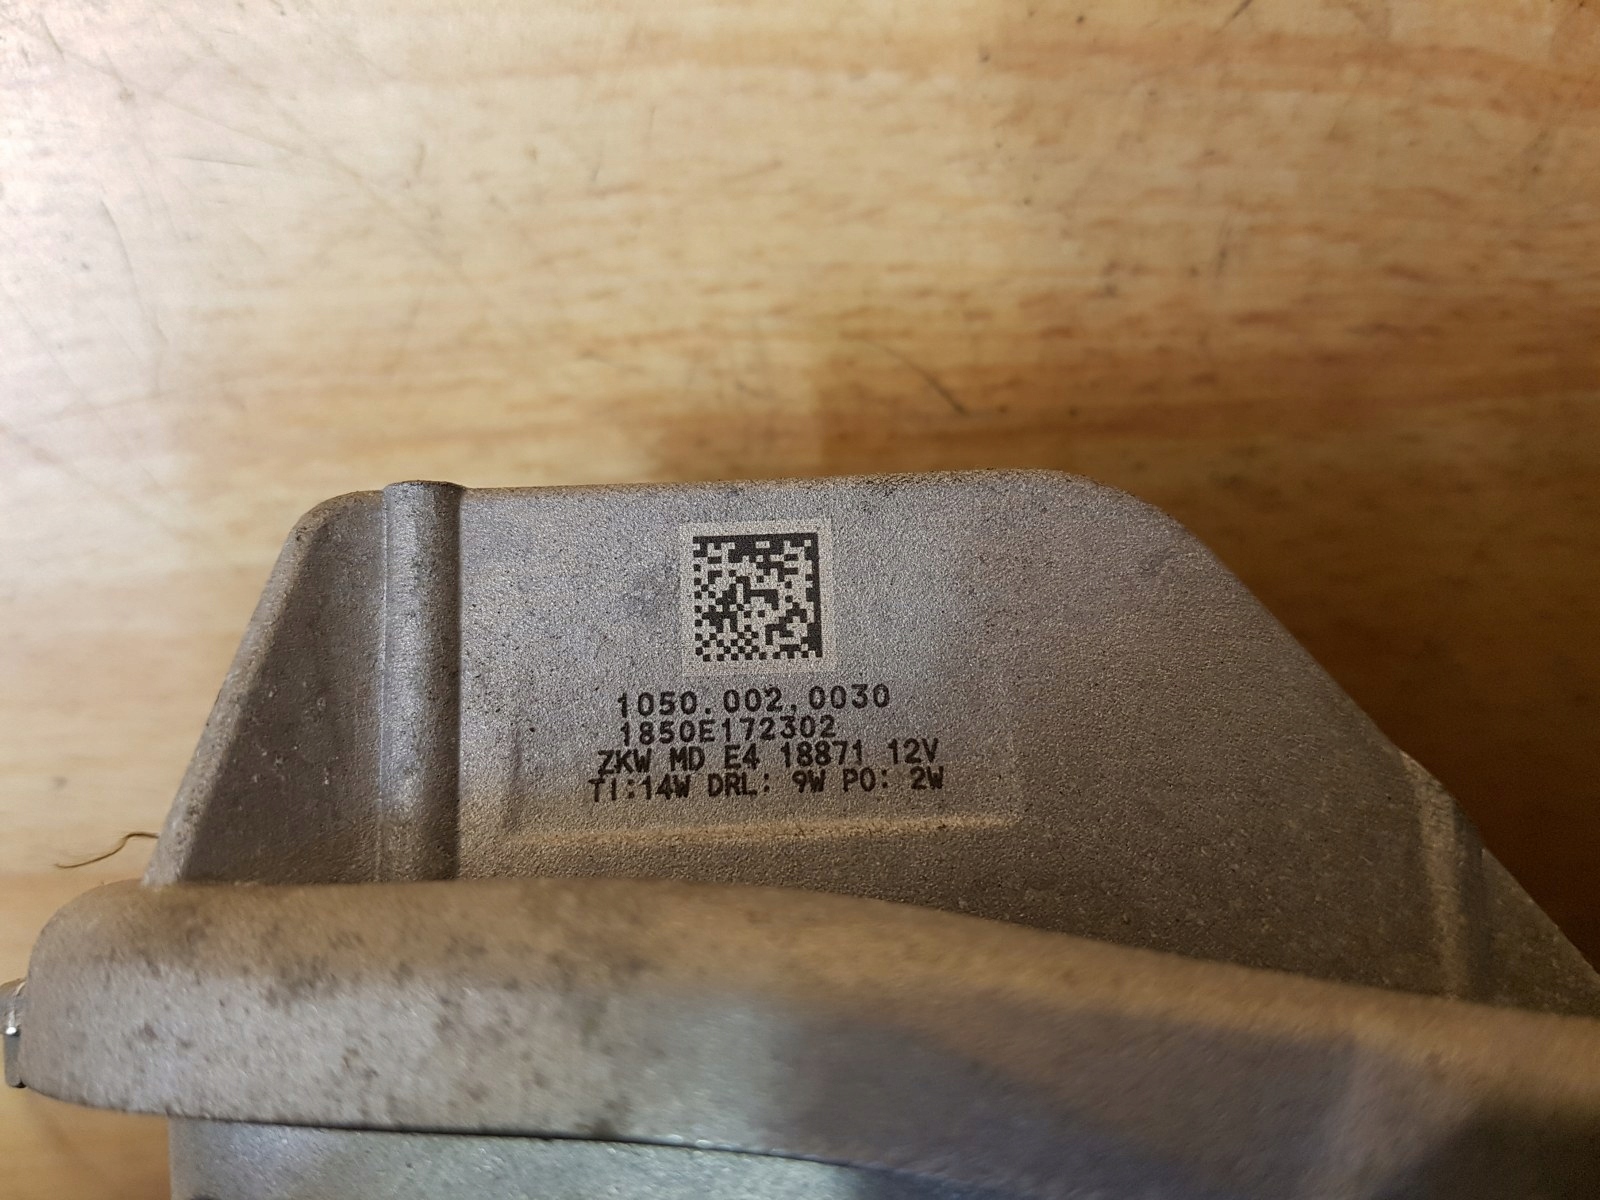 1050.002.0030
1850E172302
ZKW MD E4 18871 12V
TI:14W DRL: 9W PO: 2W